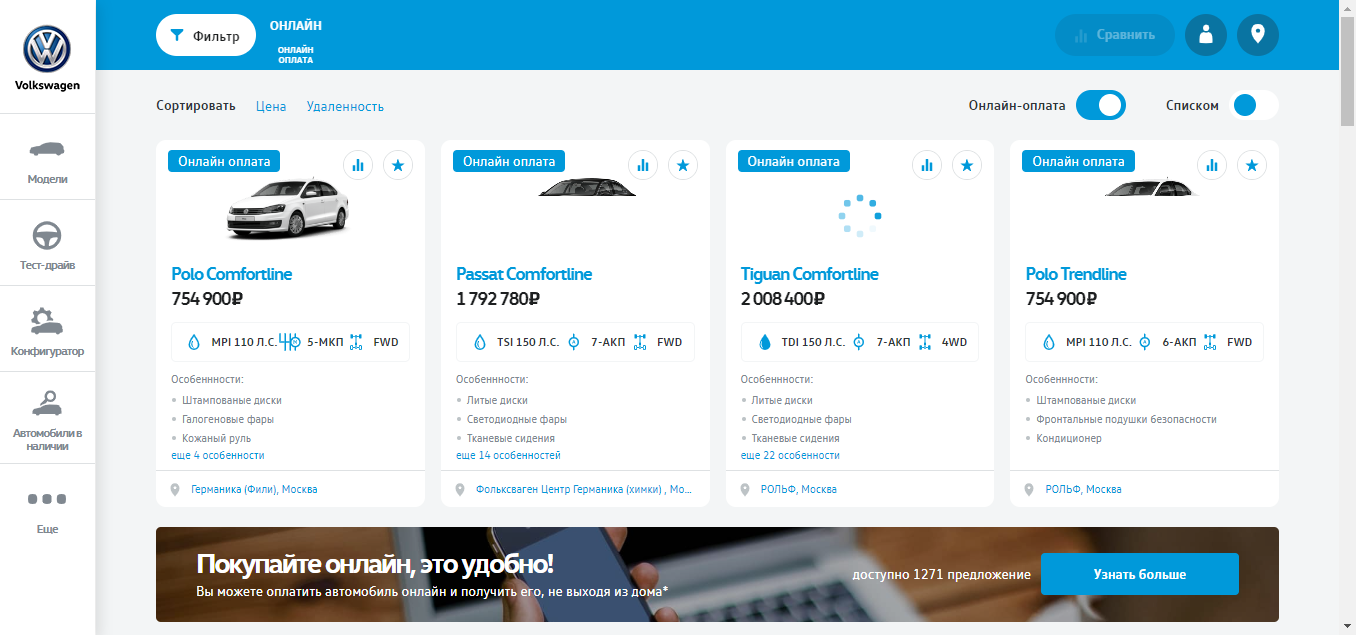 Volkswagen
Модели
Тест-драйв
Конфигуратор
Автомобили в
наличии
Еще
Фильтр
ОНЛАЙН
ОНЛАЙН
ОПЛАТА
Сравнить
Сортировать Цена Удаленность
Онлайн-оплата Списком
Онлайн оплата
Polo Comfortline
754 900₽
MPI 110 Л.С. 5-МКП FWD
Особеннности:
Штампованые диски
Галогеновые фары
Кожаный руль
еще 4 особенности
Германика (Фили), Москва
Онлайн оплата
Passat Comfortline
1 792 780₽
TSI 150 Л.С. 7-АКП FWD
Особеннности:
Литые диски
Светодиодные фары
Тканевые сидения
еще 14 особенностей
Фольксваген Центр Германика (химки) , Мо...
Онлайн оплата
Tiguan Comfortline
2 008 400₽
TDI 150 Л.С. 7-АКП 4WD
Особеннности:
Литые диски
Светодиодные фары
Тканевые сидения
еще 22 особенности
РОЛЬФ, Москва
Онлайн оплата
Polo Trendline
754 900₽
MPI 110 Л.С. 6-АКП FWD
Особеннности:
Штампованые диски
Фронтальные подушки безопасности
Кондиционер
РОЛЬФ, Москва
Покупайте онлайн, это удобно!
Вы можете оплатить автомобиль онлайн и получить его, не выходя из дома*
доступно 1271 предложение
Узнать больше